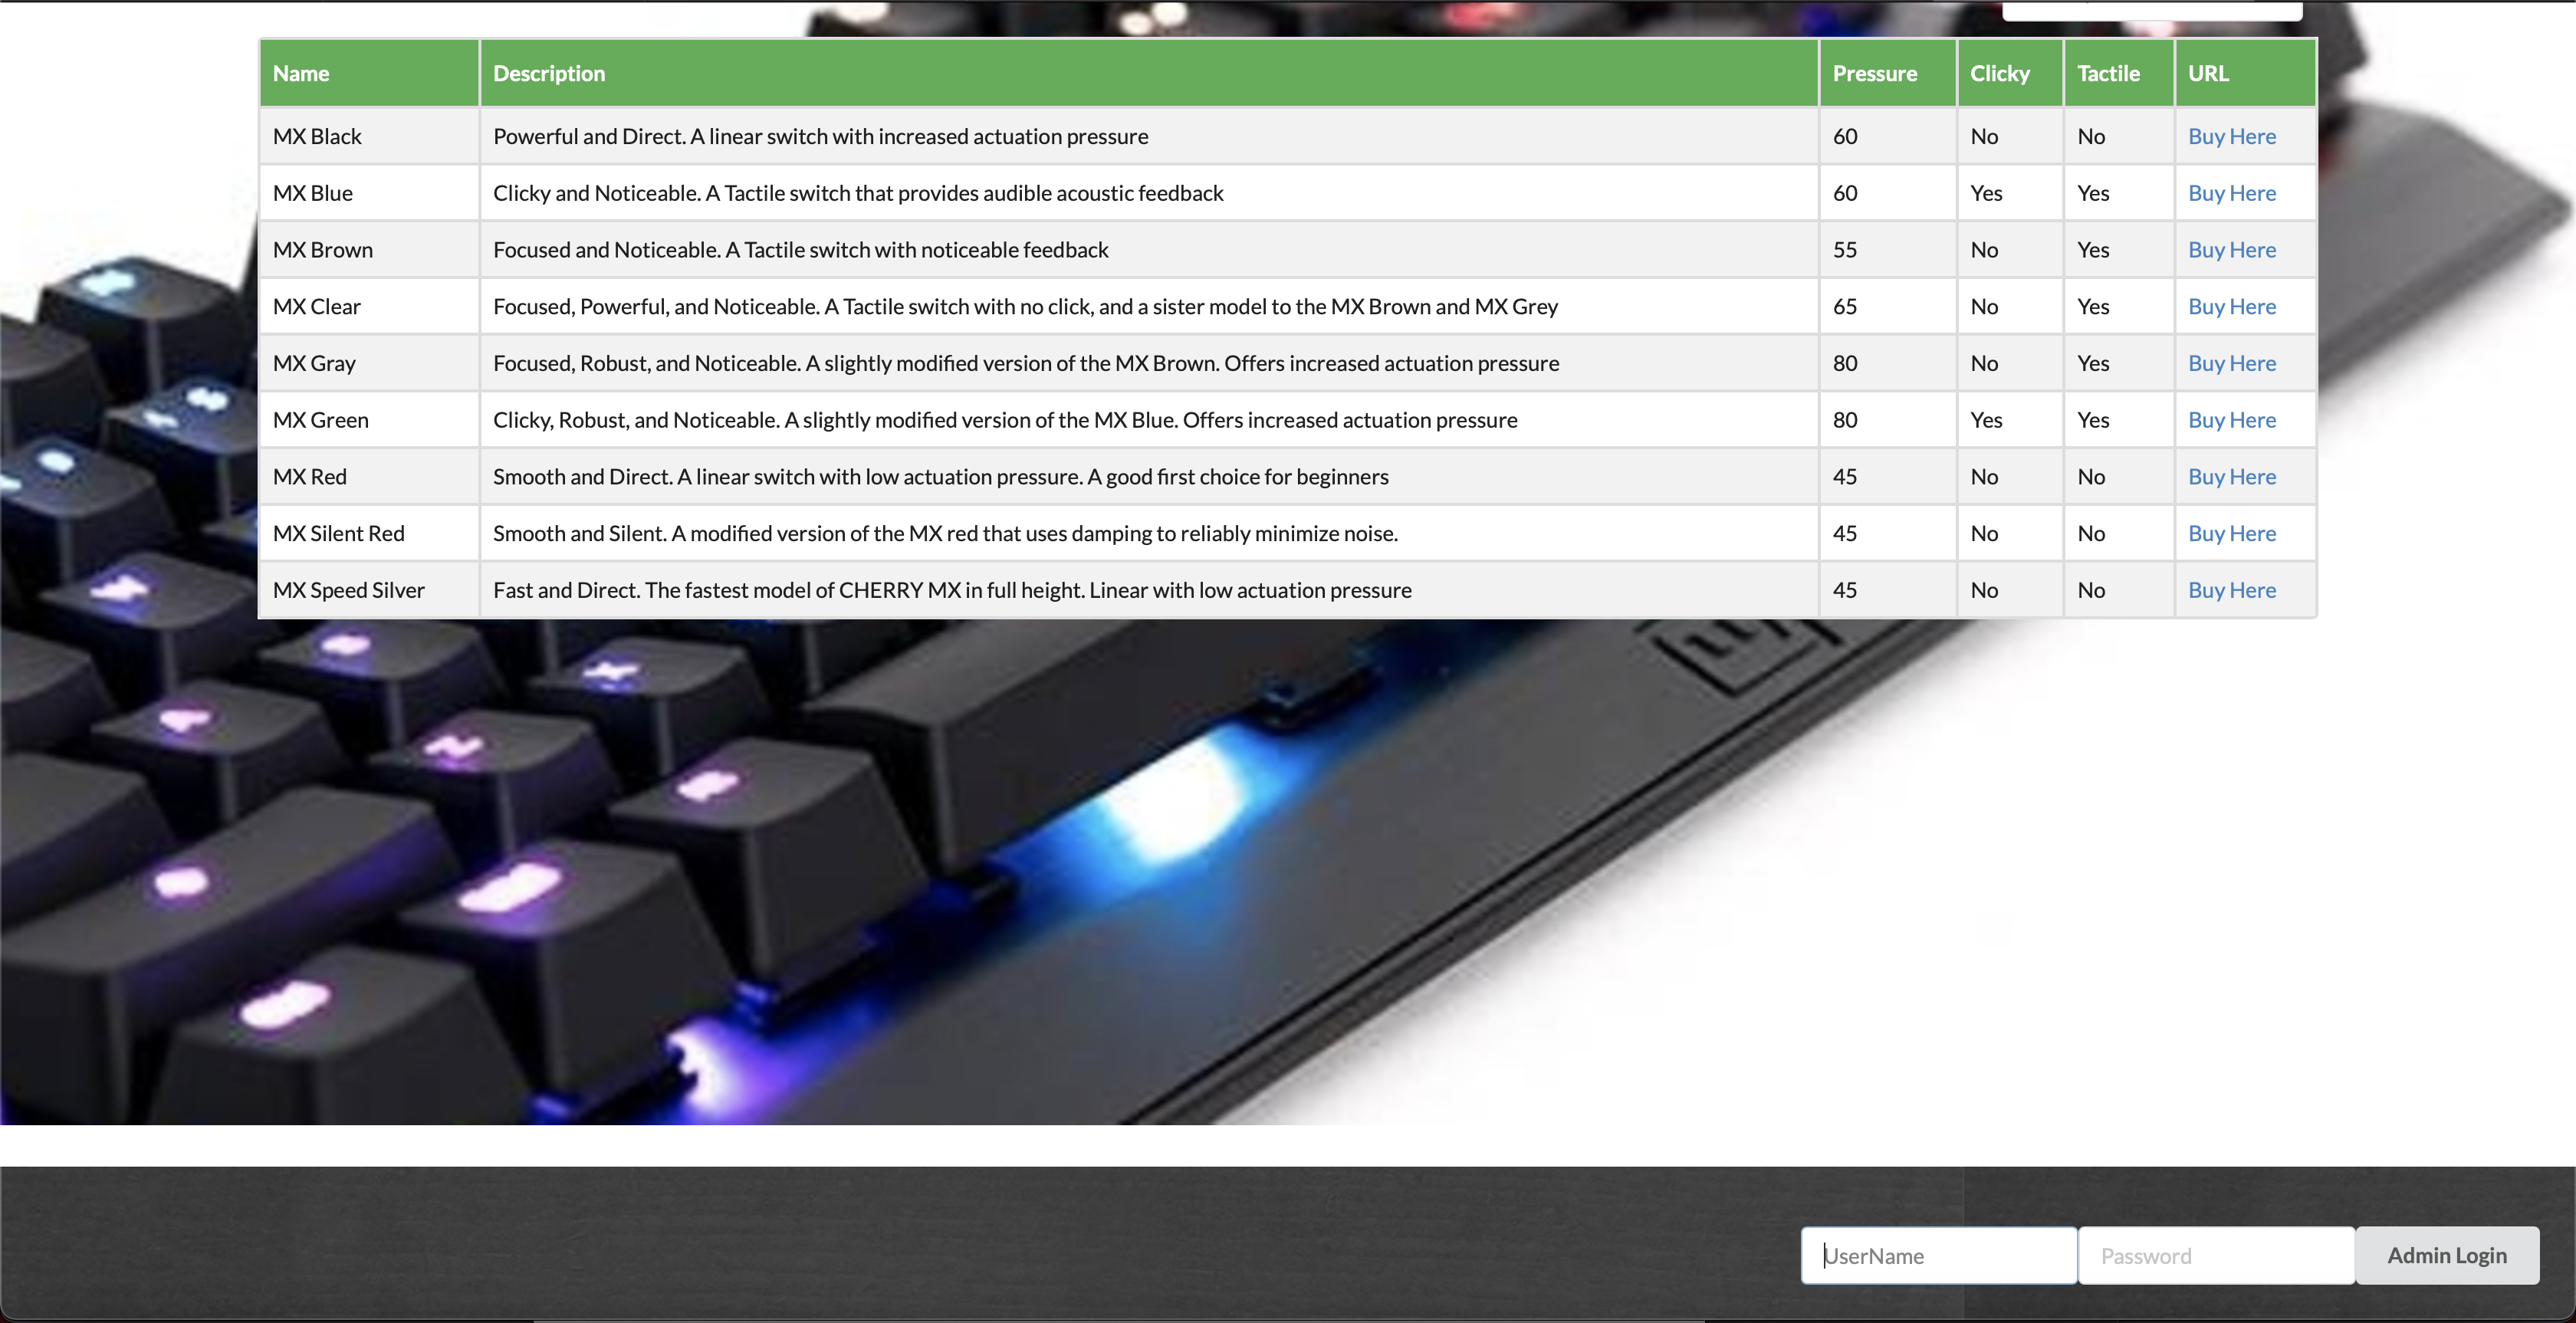 Name Description Pressure Clicky Tactile URL
MX Black Powerful and Direct. A linear switch with increased actuation pressure 60 No No Buy Here
MX Blue Clicky and Noticeable. A Tactile switch that provides audible acoustic feedback 60 Yes Yes Buy Here
MX Brown Focused and Noticeable. A Tactile switch with noticeable feedback 55 No Yes Buy Here
MX Clear Focused, Powerful, and Noticeable. A Tactile switch with no click, and a sister model to the MX Brown and MX Grey 65 No Yes Buy Here
MX Gray Focused, Robust, and Noticeable. A slightly modified version of the MX Brown. Offers increased actuation pressure 80 No Yes Buy Here
MX Green Clicky, Robust, and Noticeable. A slightly modified version of the MX Blue. Offers increased actuation pressure 80 Yes Yes Buy Here
MX Red Smooth and Direct. A linear switch with low actuation pressure. A good first choice for beginners 45 No No Buy Here
MX Silent Red Smooth and Silent. A modified version of the MX red that uses damping to reliably minimize noise. 45 No No Buy Here
MX Speed Silver Fast and Direct. The fastest model of CHERRY MX in full height. Linear with low actuation pressure 45 No No Buy Here
UserName Password Admin Login